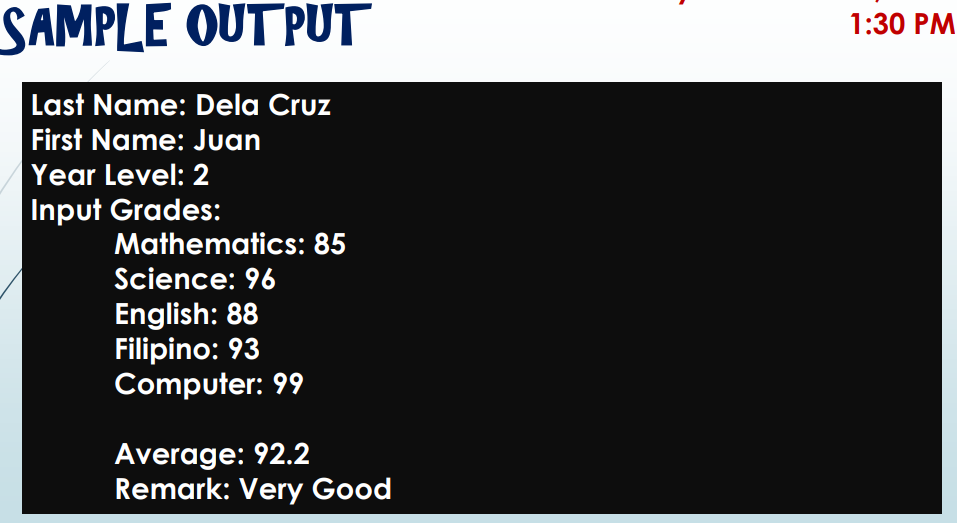 SAMPLE OUTPUT
1:30 PM
Last Name: Dela Cruz
First Name: Juan
Year Level: 2
Input Grades:
Mathematics: 85
Science: 96
English: 88
Filipino: 93
Computer: 99
Average: 92.2
Remark: Very Good